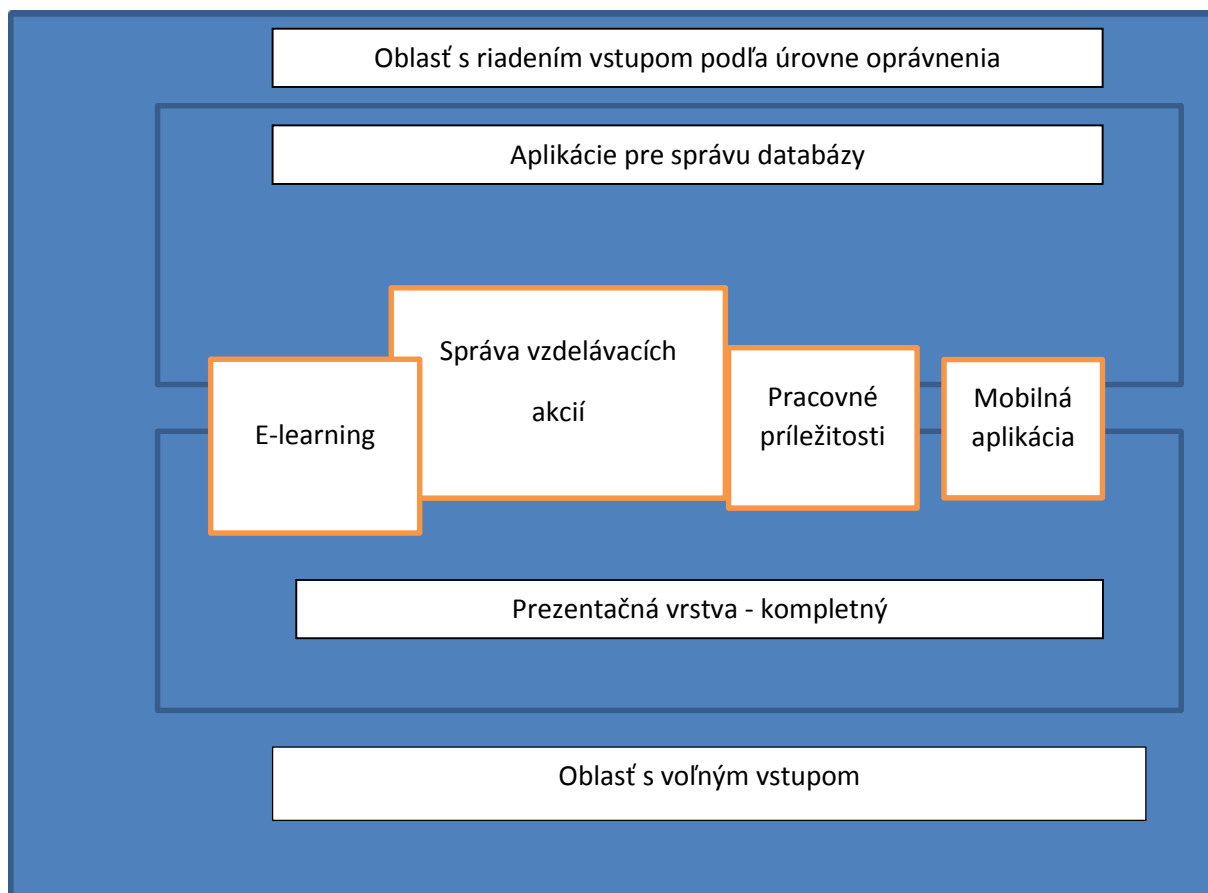 Oblasť s riadením vstupom podľa úrovne oprávnenia
Aplikácie pre správu databázy
Správa vzdelávacích
akcií
E-learning
Pracovné
príležitosti
Mobilná
aplikácia
Prezentačná vrstva - kompletný
Oblasť s voľným vstupom